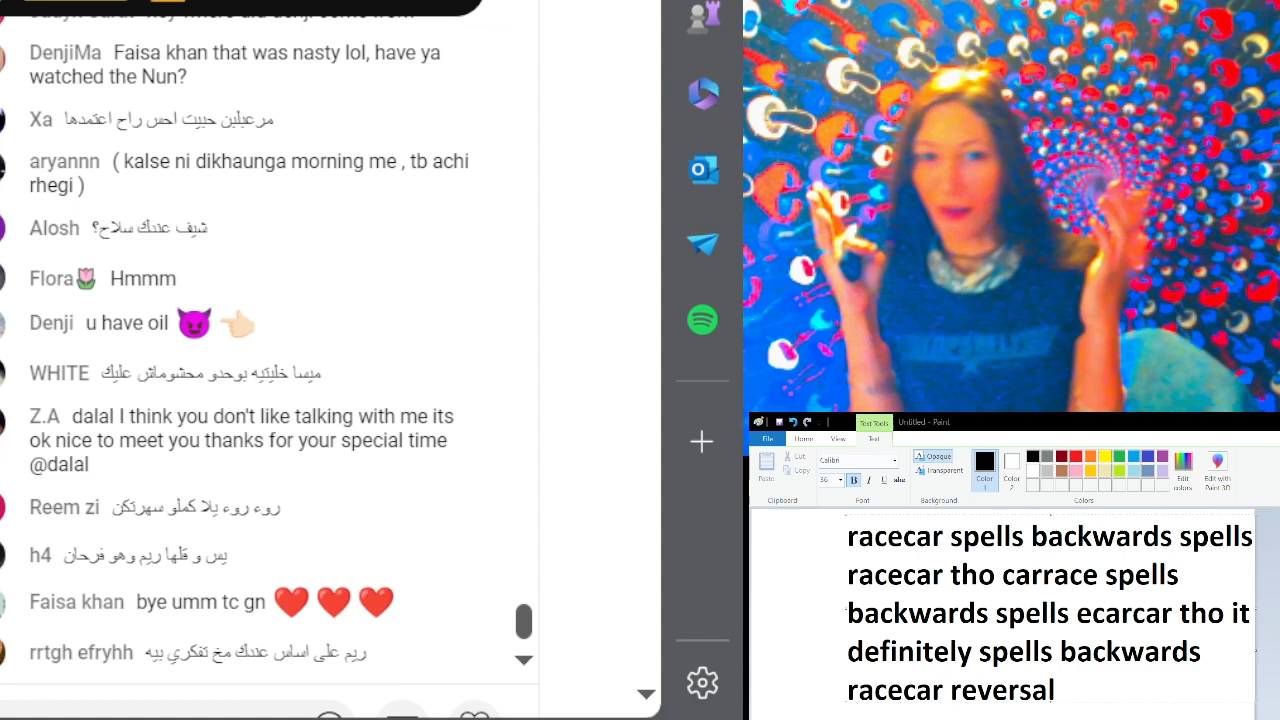 DenjiMa Faisa khan that was nasty lol, have ya
watched the Nun?
Xa مرعبلين حبيت احس راح اعتمدها
aryannn ( kalse ni dikhaunga morning me , tb achi
rhegi )
Alosh شيف عندك سلاح؟
Flora🌷 Hmmm
Denji u have oil 😈 👈🏻
WHITE ميسا خليتيه بوحدو محشوماش عليك
Z.A dalal I think you don't like talking with me its
ok nice to meet you thanks for your special time
@dalal
Reem zi روء روء يلا كملو سهرتكن
h4 يس و قلها ريم وهو فرحان
Faisa khan bye umm tc gn ❤️ ❤️ ❤️
rrtgh efryhh ريم على اساس عندك مخ تفكري بيه
Text Tools
Untitled - Paint
File Home View Text
Paste
Cut
Copy
Clipboard
Calibri
36
B I U abc
Font
Opaque
Transparent
Background
Color
1
Color
2
Edit
colors
Edit with
Paint 3D
Colors
racecar spells backwards spells
racecar tho carrace spells
backwards spells ecarcar tho it
definitely spells backwards
racecar reversal